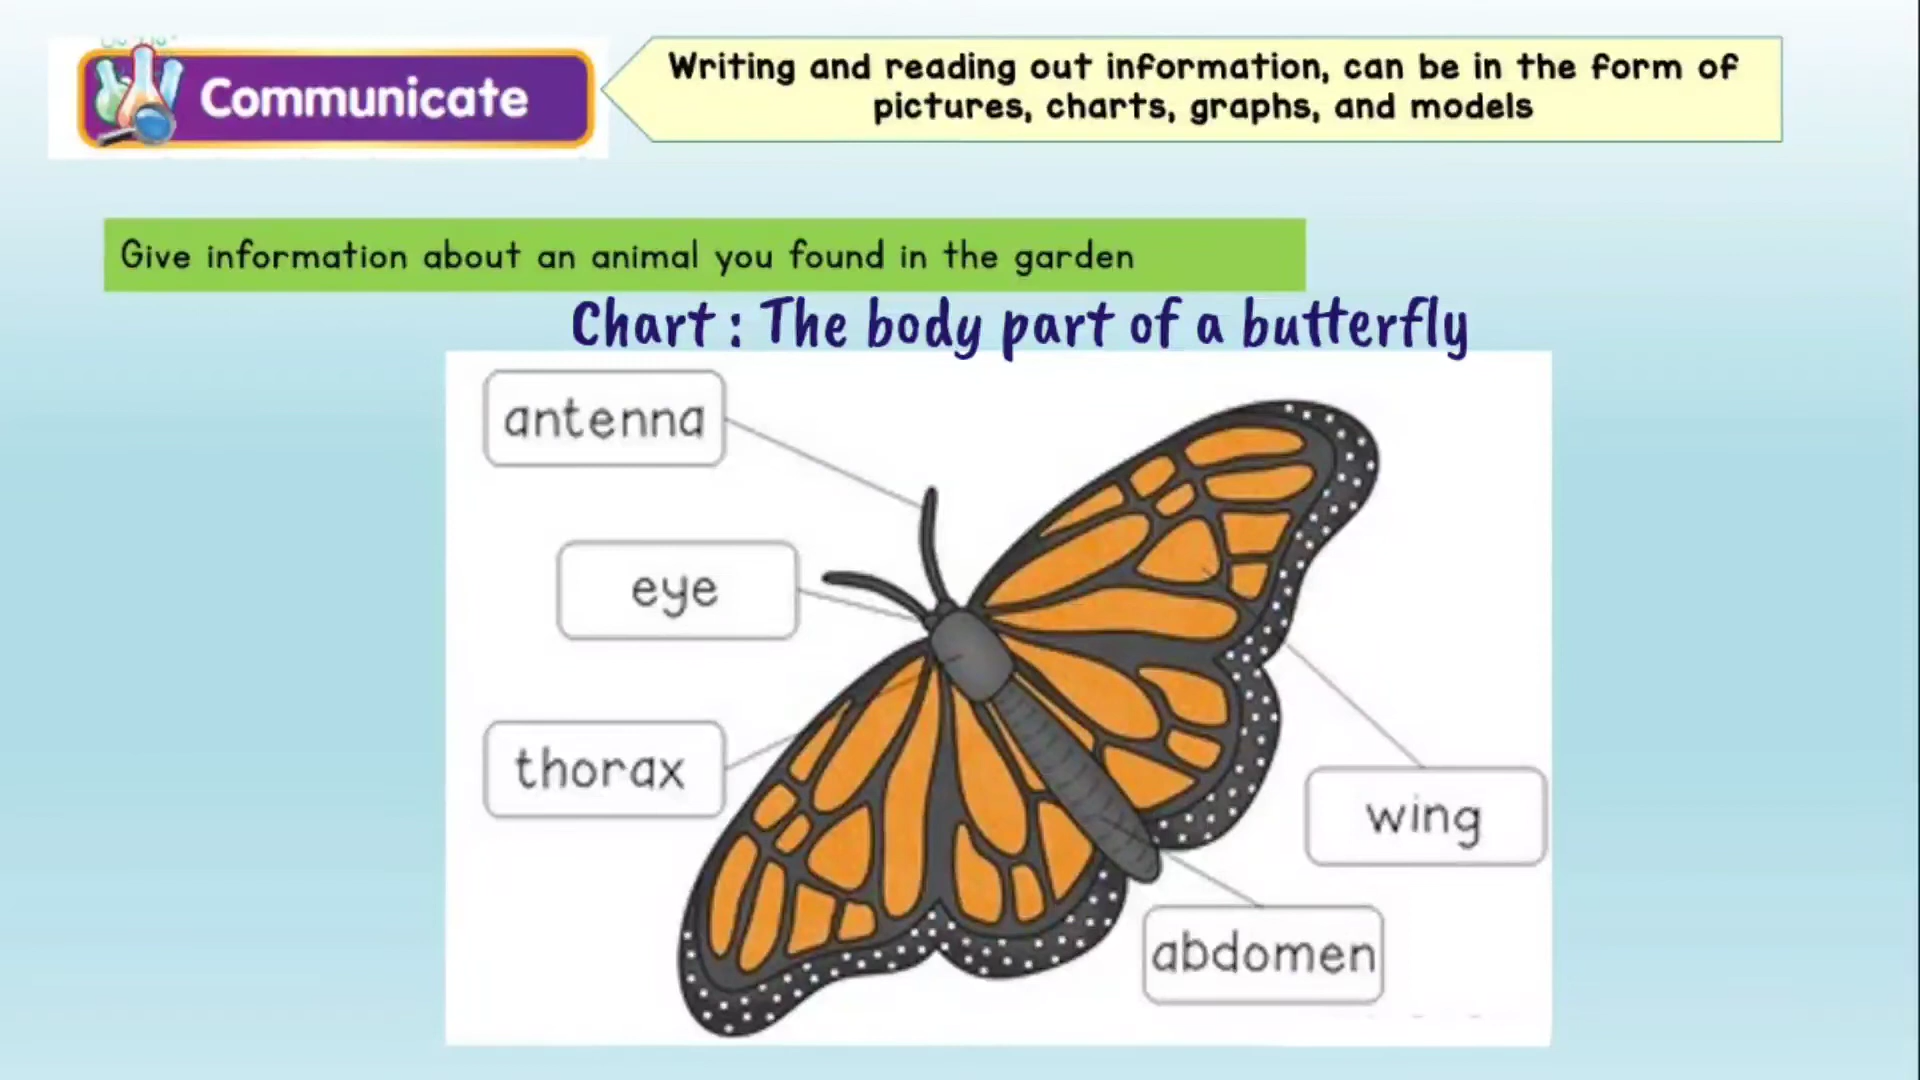 Communicate
Writing and reading out information, can be in the form of
pictures, charts, graphs, and models
Give information about an animal you found in the garden
Chart : The body part of a butterfly
antenna
eye
thorax
wing
abdomen